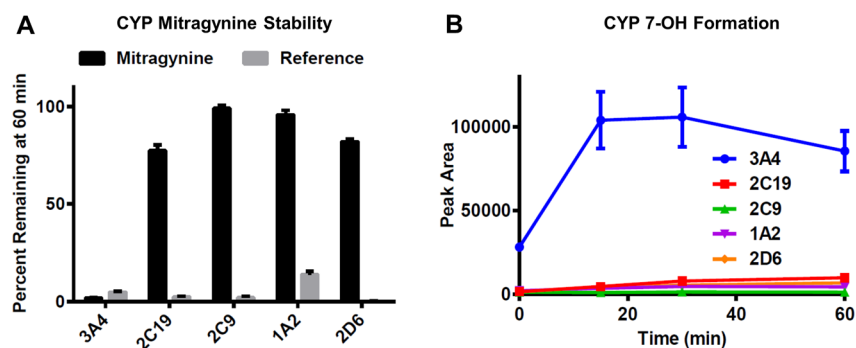 A
CYP Mitragynine Stability
Mitragynine
Reference
Percent Remaining at 60 min
100
50
0
3A4
2C19
2C9
1A2
2D6
B
CYP 7-OH Formation
Peak Area
100000
50000
0
3A4
2C19
2C9
1A2
2D6
0
20
40
60
Time (min)